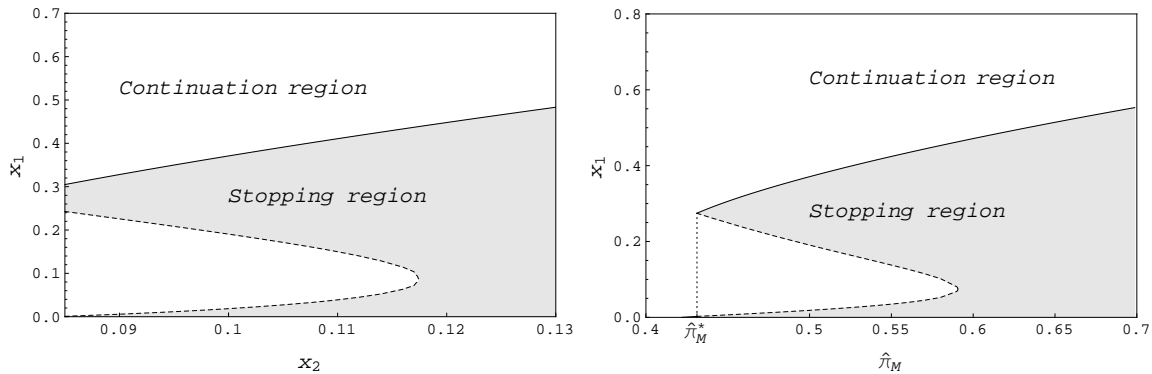 0.7
0.6
0.5
0.4
0.3
0.2
0.1
0.0
x₁
Continuation region
Stopping region
0.09
0.1
0.11
0.12
0.13
x₂
0.8
0.6
0.4
0.2
0.0
x₁
Continuation region
Stopping region
0.4
π̂*_M
0.5
0.55
0.6
0.65
0.7
π̂_M